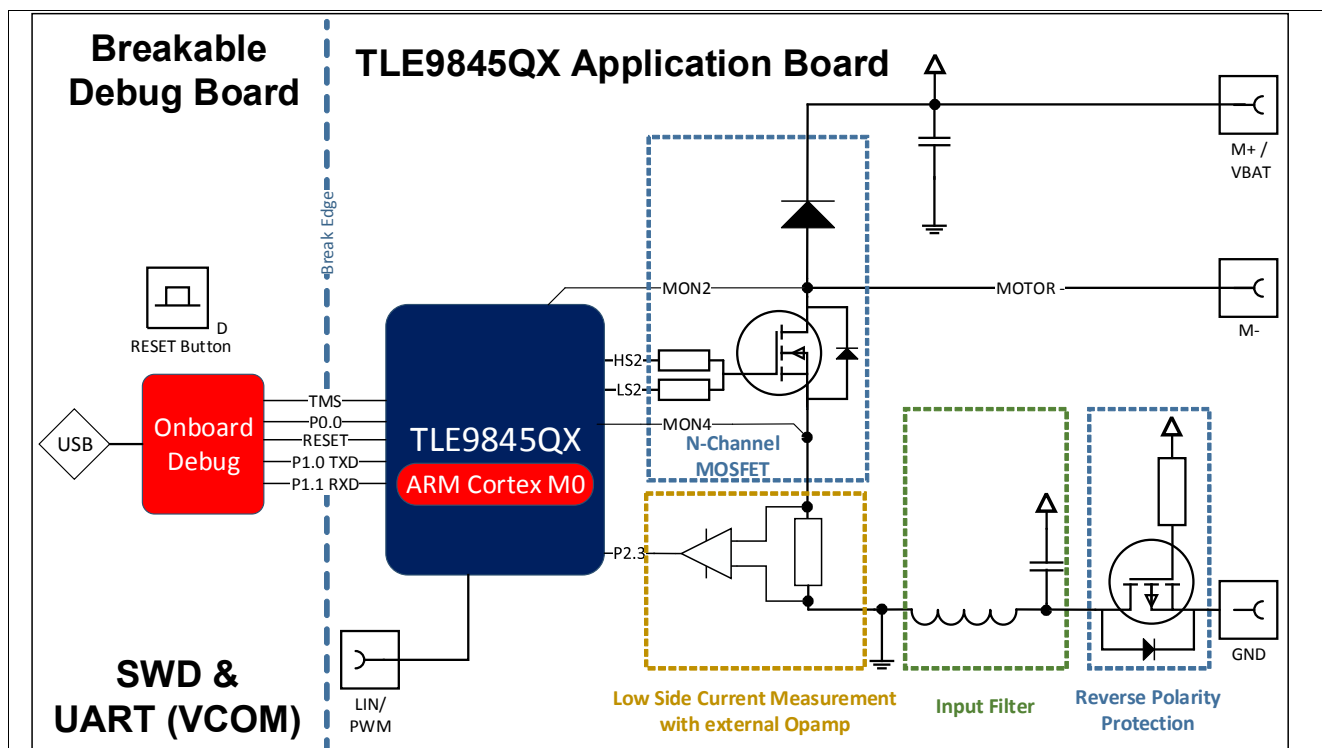 Breakable
Debug Board
TLE9845QX Application Board
M+ /
VBAT
Break Edge
MON2
MOTOR -
M-
D
RESET Button
HS2
LS2
TMS
P0.0
RESET
P1.0 TXD
P1.1 RXD
USB
Onboard
Debug
TLE9845QX
ARM Cortex M0
MON4
N-Channel
MOSFET
P2.3
GND
LIN/
PWM
SWD &
UART (VCOM)
Low Side Current Measurement
with external Opamp
Input Filter
Reverse Polarity
Protection